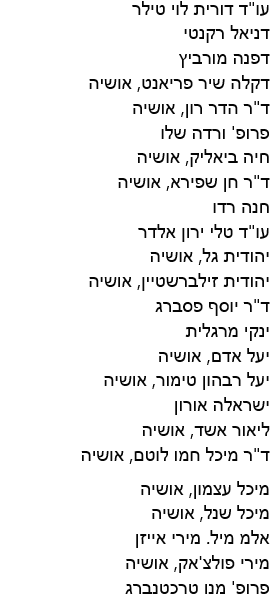 עו"ד דורית לוי טילר
דניאל רקנטי
דפנה מורביץ
דקלה שיר פריאנט, אושיה
ד"ר הדר רון, אושיה
פרופ' ורדה שלו
חיה ביאליק, אושיה
ד"ר חן שפירא, אושיה
חנה רדו
עו"ד טלי ירון אלדר
יהודית גל, אושיה
יהודית זילברשטיין, אושיה
ד"ר יוסף פסברג
ינקי מרגלית
יעל אדם, אושיה
יעל רבהון טימור, אושיה
ישראלה אורון
ליאור אשד, אושיה
ד"ר מיכל חמו לוטם, אושיה
מיכל עצמון, אושיה
מיכל שנל, אושיה
אלמ מיל. מירי אייזן
מירי פולצ'אק, אושיה
פרופ' מנו טרכטנברג